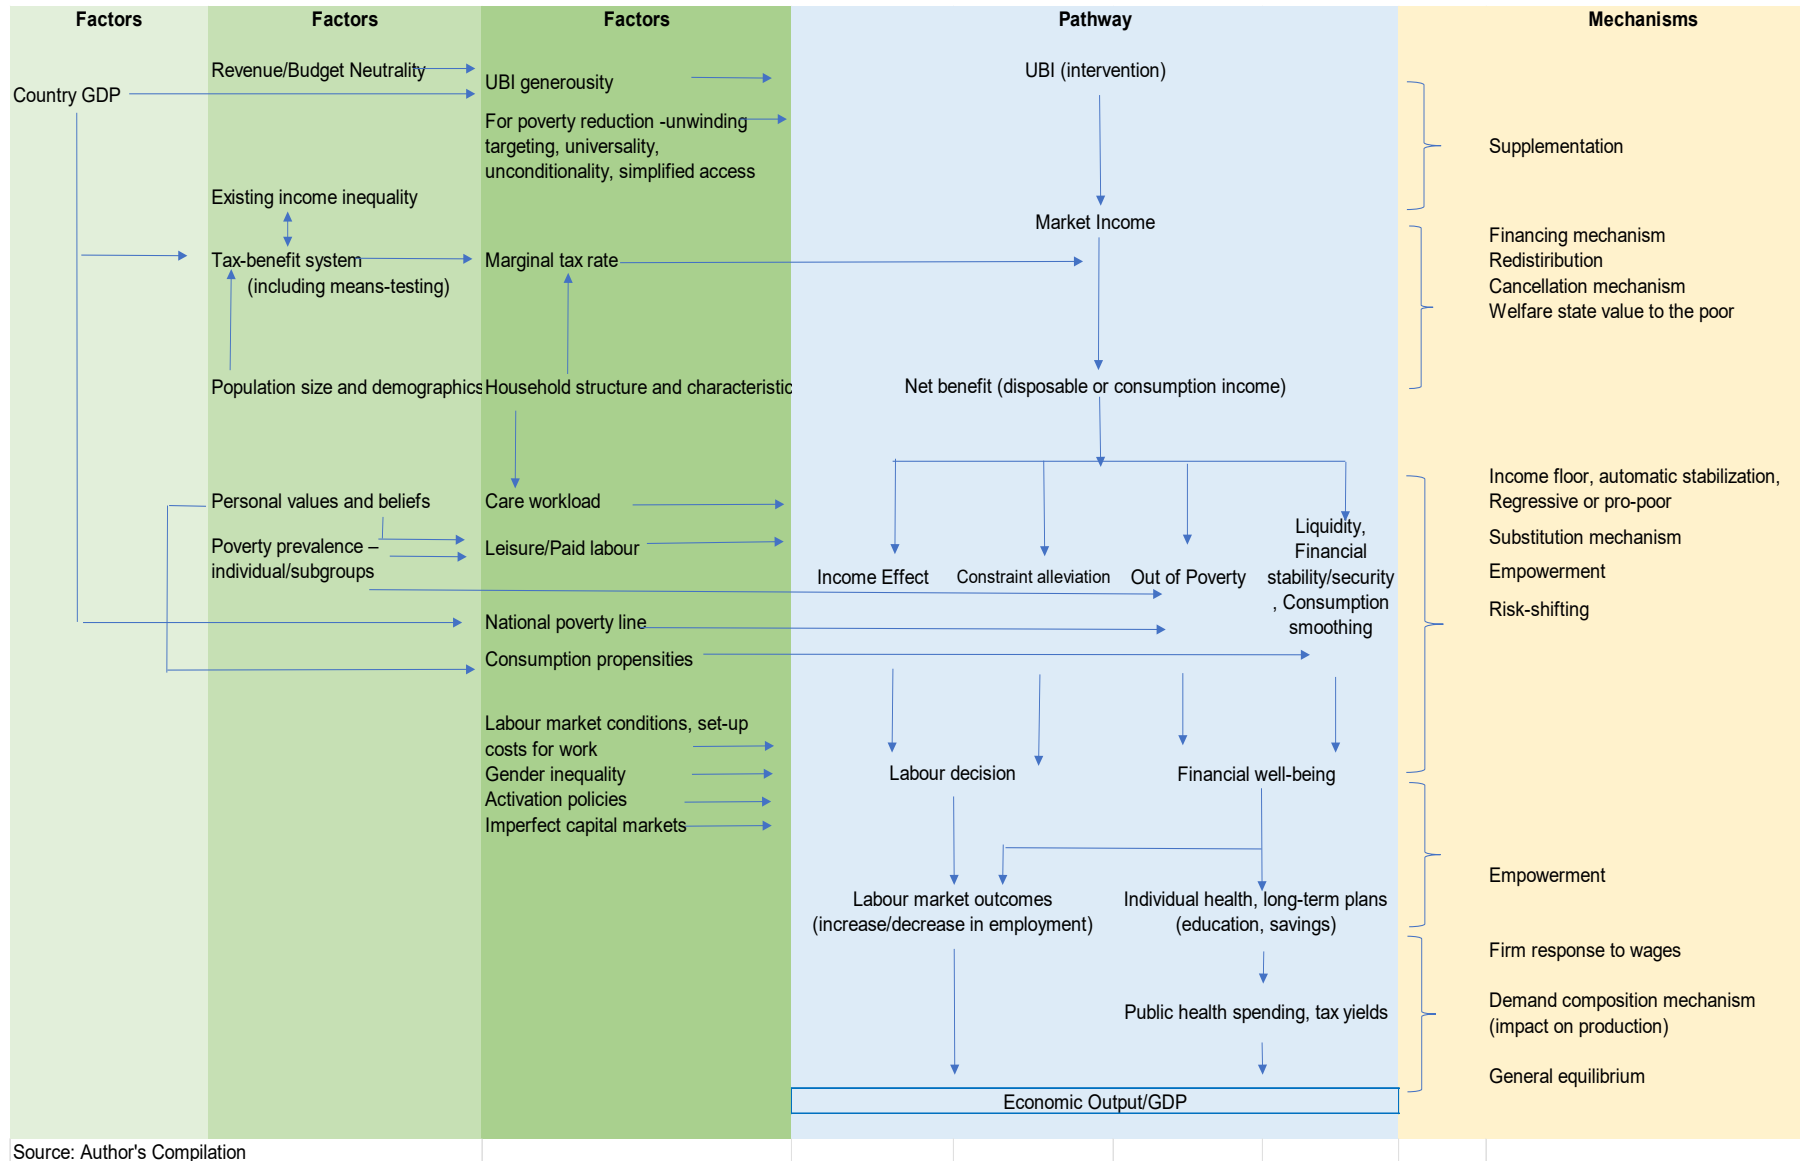 Factors
Factors
Factors
Pathway
Mechanisms
Country GDP
Revenue/Budget Neutrality
Existing income inequality
Tax-benefit system
(including means-testing)
Population size and demographics
Personal values and beliefs
Poverty prevalence –
individual/subgroups
UBI generousity
For poverty reduction -unwinding
targeting, universality,
unconditionality, simplified access
Marginal tax rate
Household structure and characteristic
Care workload
Leisure/Paid labour
National poverty line
Consumption propensities
Labour market conditions, set-up
costs for work
Gender inequality
Activation policies
Imperfect capital markets
UBI (intervention)
Market Income
Net benefit (disposable or consumption income)
Income Effect
Constraint alleviation
Out of Poverty
Liquidity,
Financial
stability/security
, Consumption
smoothing
Labour decision
Financial well-being
Labour market outcomes
(increase/decrease in employment)
Individual health, long-term plans
(education, savings)
Public health spending, tax yields
Economic Output/GDP
Supplementation
Financing mechanism
Redistiribution
Cancellation mechanism
Welfare state value to the poor
Income floor, automatic stabilization,
Regressive or pro-poor
Substitution mechanism
Empowerment
Risk-shifting
Empowerment
Firm response to wages
Demand composition mechanism
(impact on production)
General equilibrium
Source: Author's Compilation